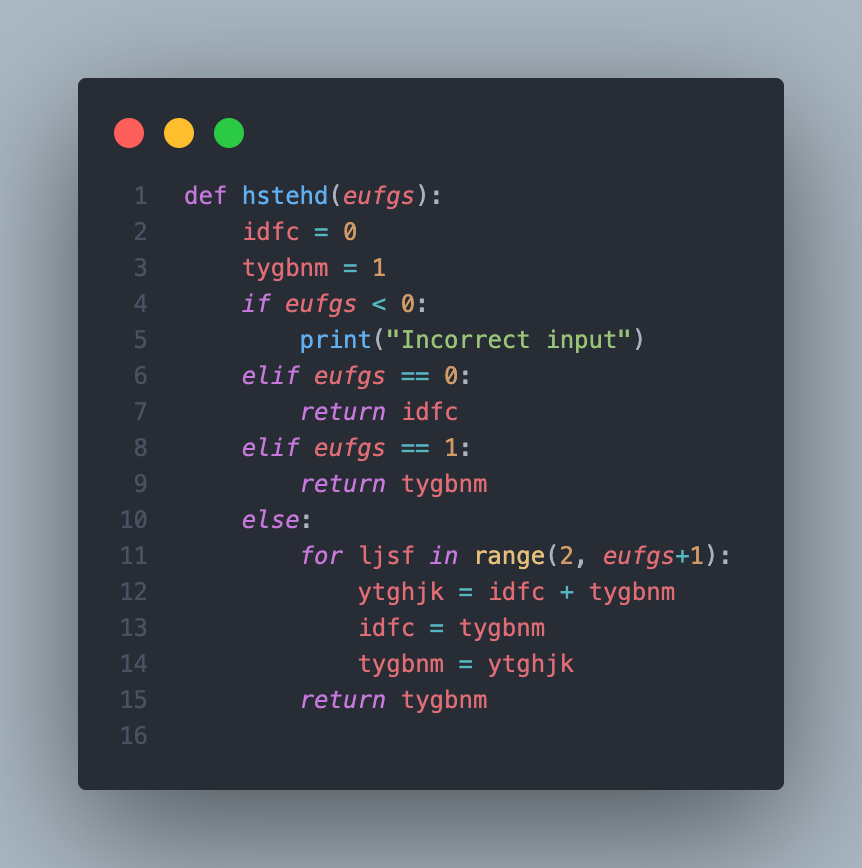 1 def hstehd(eufgs):
2     idfc = 0
3     tygbnm = 1
4     if eufgs < 0:
5         print("Incorrect input")
6     elif eufgs == 0:
7         return idfc
8     elif eufgs == 1:
9         return tygbnm
10     else:
11         for ljsf in range(2, eufgs+1):
12             ytghjk = idfc + tygbnm
13             idfc = tygbnm
14             tygbnm = ytghjk
15         return tygbnm
16